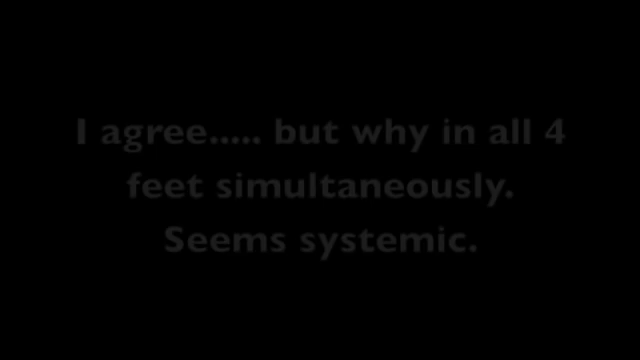 I agree..... but why in all 4
feet simultaneously.
Seems systemic.